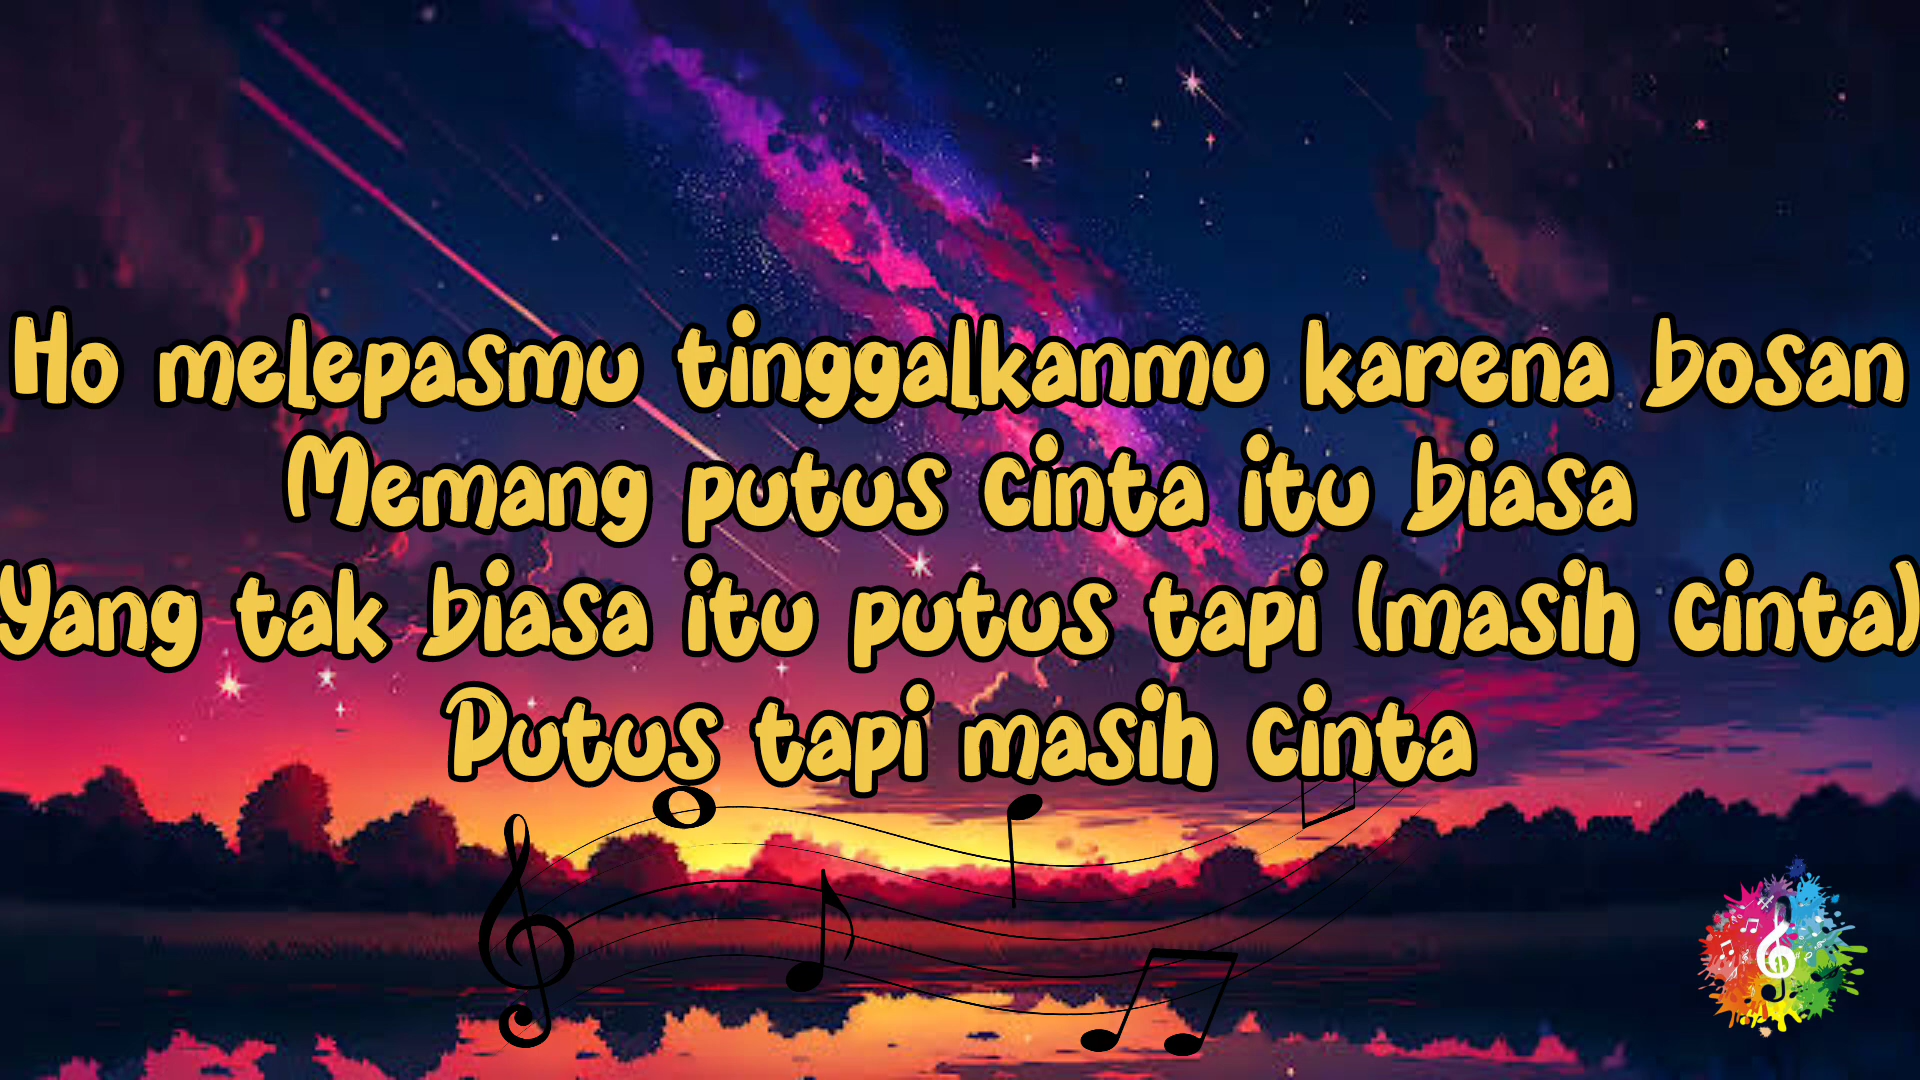 Ho melepasmu tinggalkanmu karena bosan
Memang putus cinta itu biasa
Yang tak biasa itu putus tapi (masih cinta)
Putus tapi masih cinta